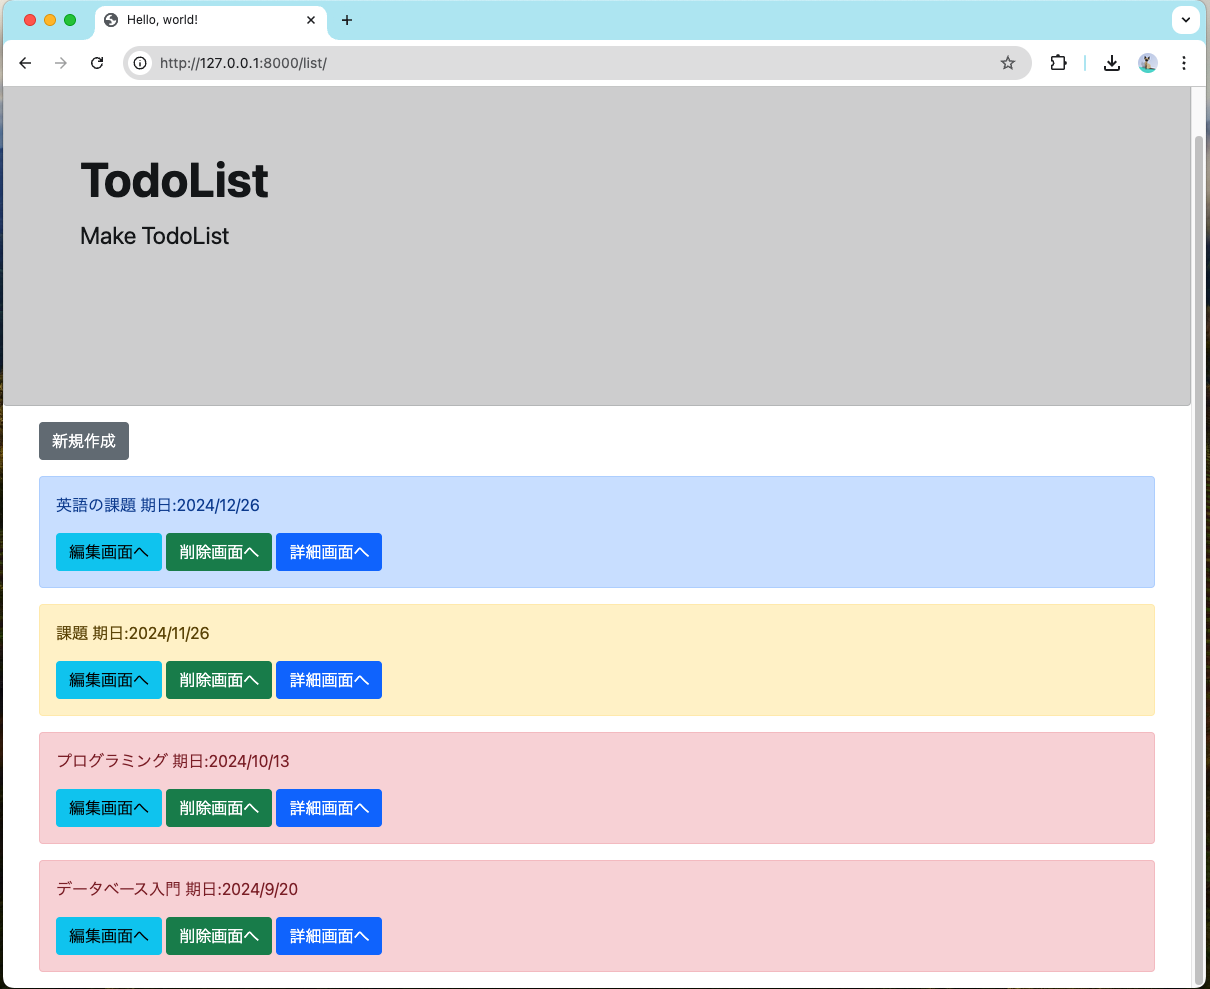 Hello, world!
http://127.0.0.1:8000/list/
TodoList
Make TodoList
新規作成
英語の課題 期日:2024/12/26
編集画面へ 削除画面へ 詳細画面へ
課題 期日:2024/11/26
編集画面へ 削除画面へ 詳細画面へ
プログラミング 期日:2024/10/13
編集画面へ 削除画面へ 詳細画面へ
データベース入門 期日:2024/9/20
編集画面へ 削除画面へ 詳細画面へ